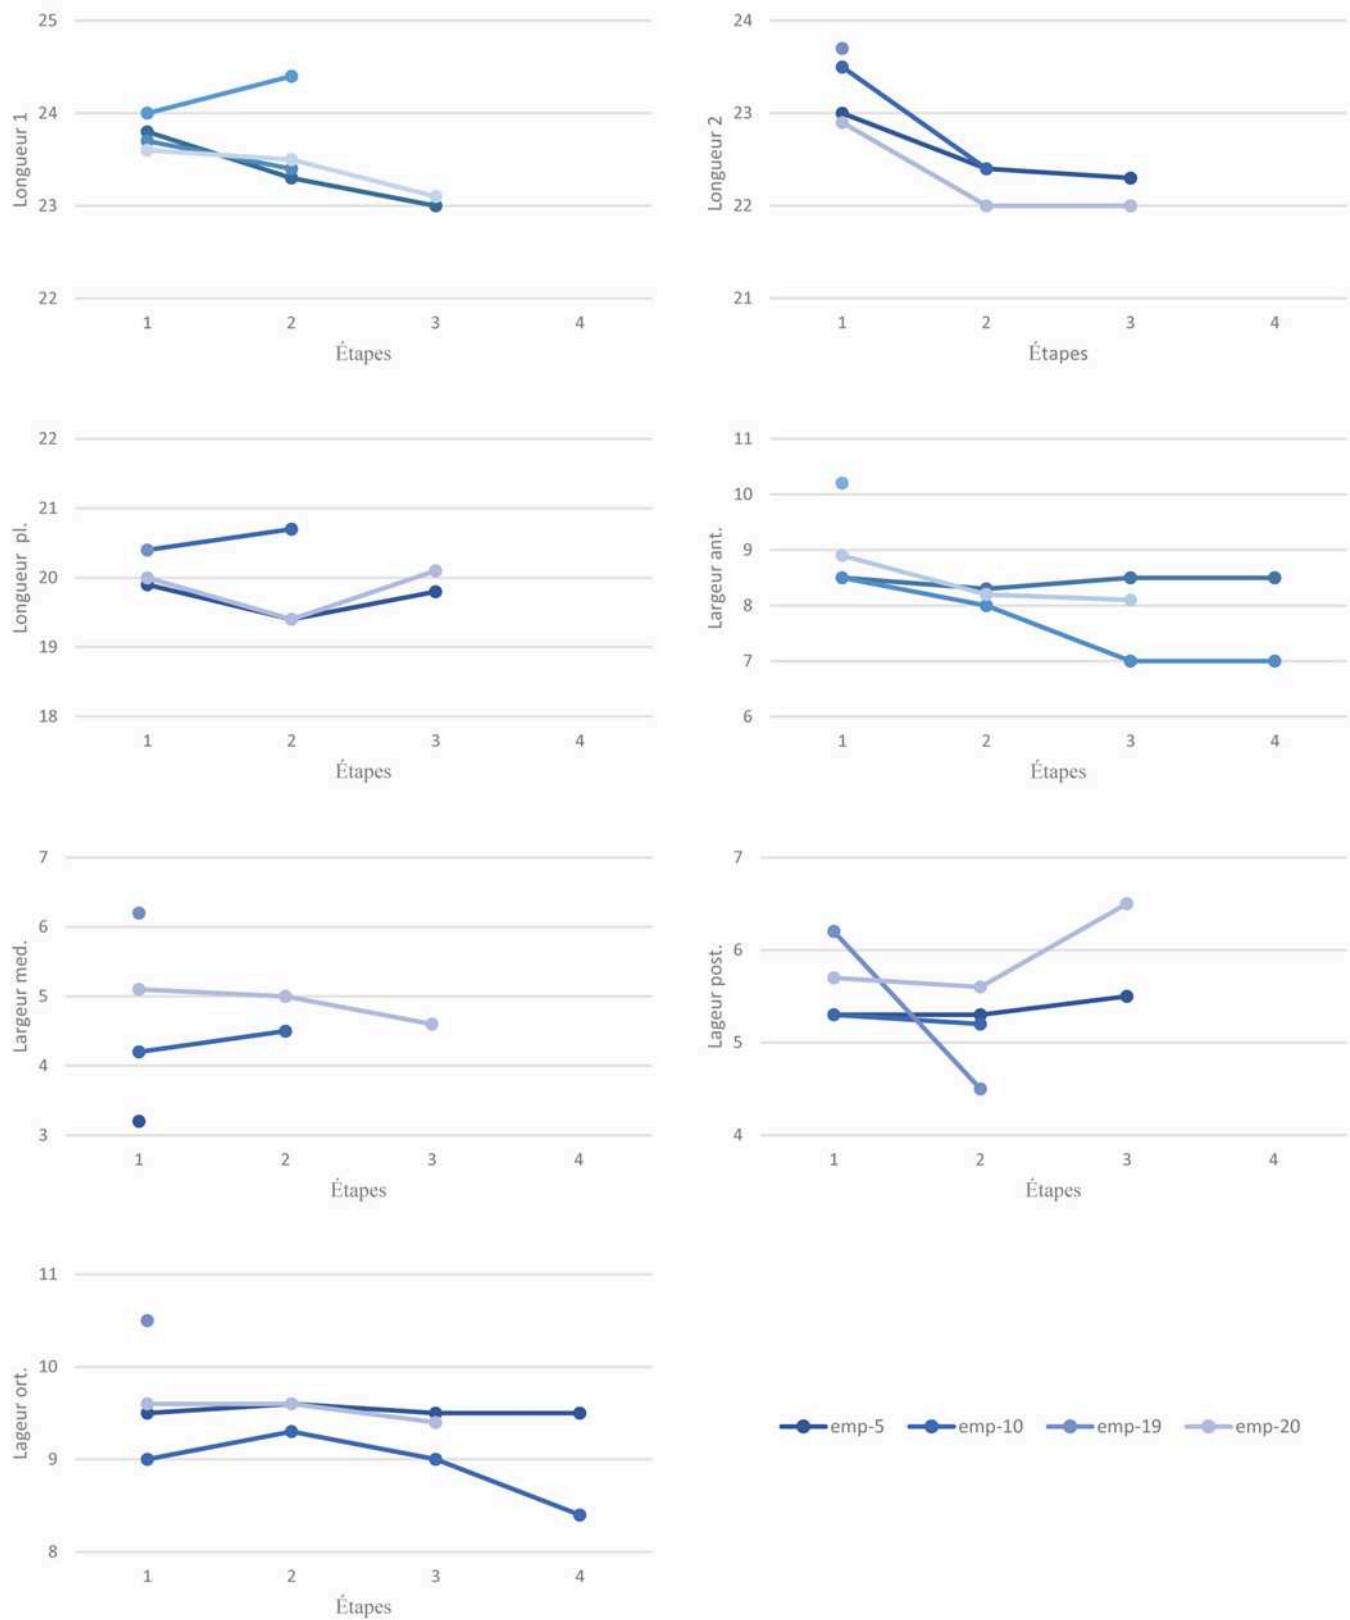 25
24
23
22
Longueur 1
1 2 3 4
Étapes
24
23
22
21
Longueur 2
1 2 3 4
Étapes
22
21
20
19
18
Longueur pl.
1 2 3 4
Étapes
11
10
9
8
7
6
Largeur ant.
1 2 3 4
Étapes
7
6
5
4
3
Largeur med.
1 2 3 4
Étapes
7
6
5
4
Lageur post.
1 2 3 4
Étapes
11
10
9
8
Lageur ort.
1 2 3 4
Étapes
emp-5 emp-10 emp-19 emp-20